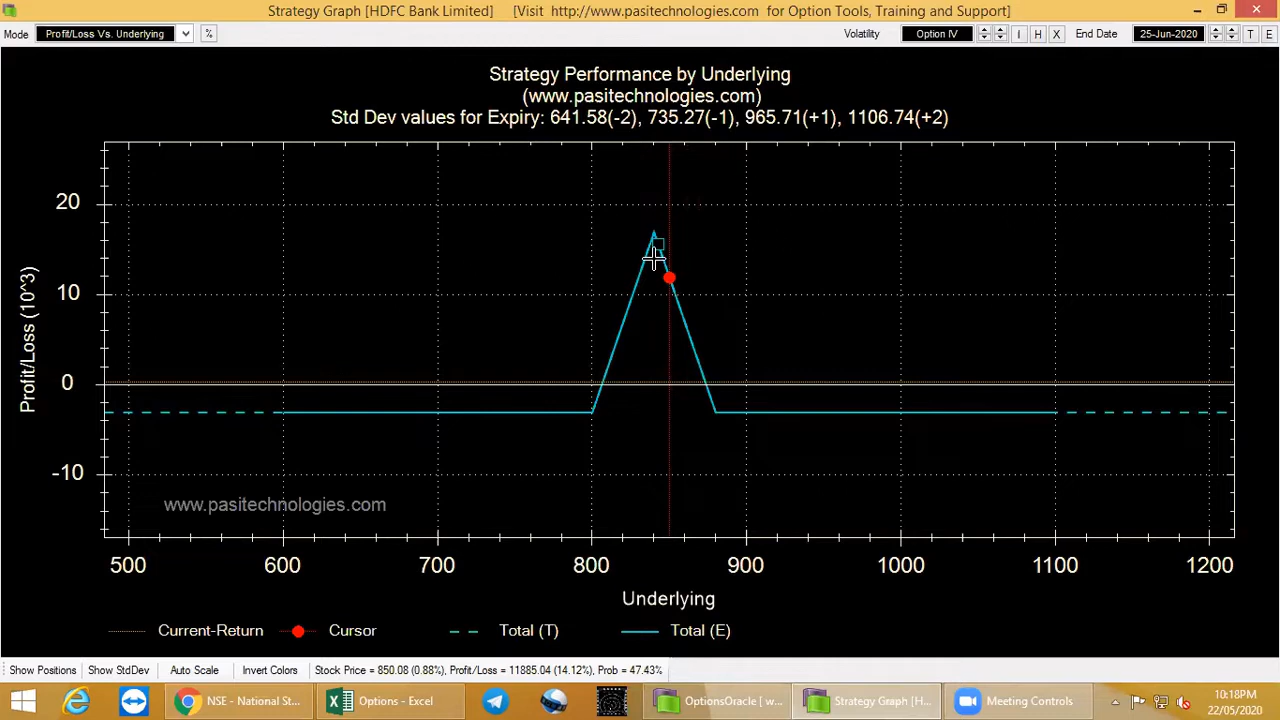 Strategy Graph [HDFC Bank Limited] [Visit http://www.pasitechnologies.com for Option Tools, Training and Support]
Mode Profit/Loss Vs. Underlying % Volatility Option IV I H X End Date 25-Jun-2020 T E
Strategy Performance by Underlying
(www.pasitechnologies.com)
Std Dev values for Expiry: 641.58(-2), 735.27(-1), 965.71(+1), 1106.74(+2)
Profit/Loss (10^3)
20
10
0
-10
www.pasitechnologies.com
500 600 700 800 900 1000 1100 1200
Underlying
Current-Return Cursor Total (T) Total (E)
Show Positions Show StdDev Auto Scale Invert Colors Stock Price = 850.08 (0.88%), Profit/Loss = 11885.04 (14.12%), Prob = 47.43%
NSE - National St... Options - Excel OptionsOracle [ w... Strategy Graph [H... Meeting Controls
10:18PM
22/05/2020